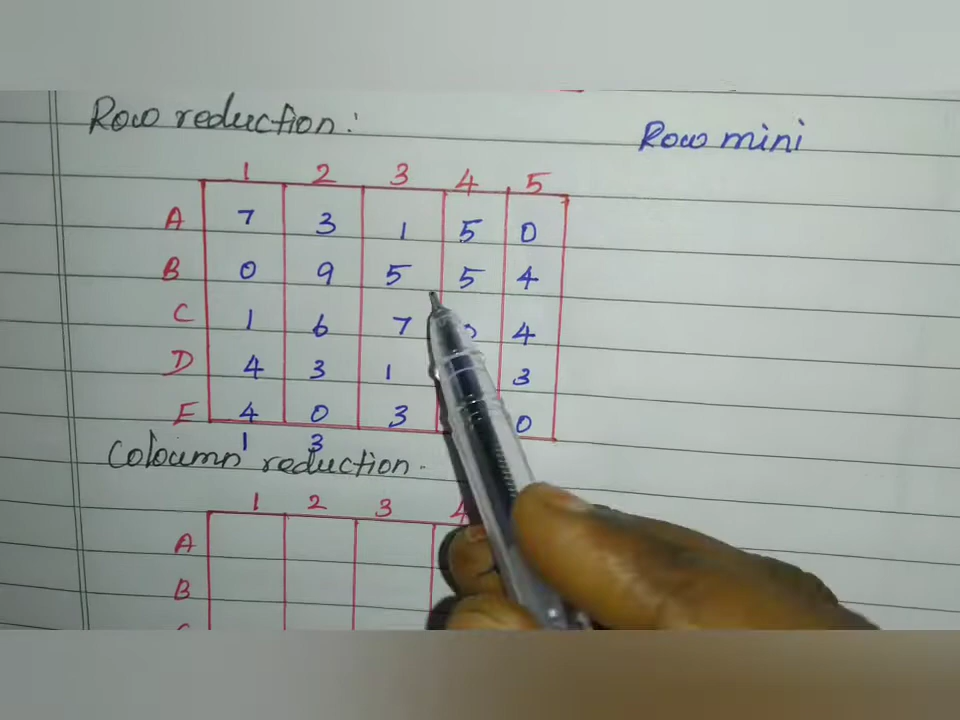 Row reduction:
Row mini
1 2 3 4 5
A 7 3 1 5 0
B 0 9 5 5 4
C 1 6 7 4
D 4 3 1 3
E 4 0 3 0
1 3
Coloumn reduction.
1 2 3 4
A
B